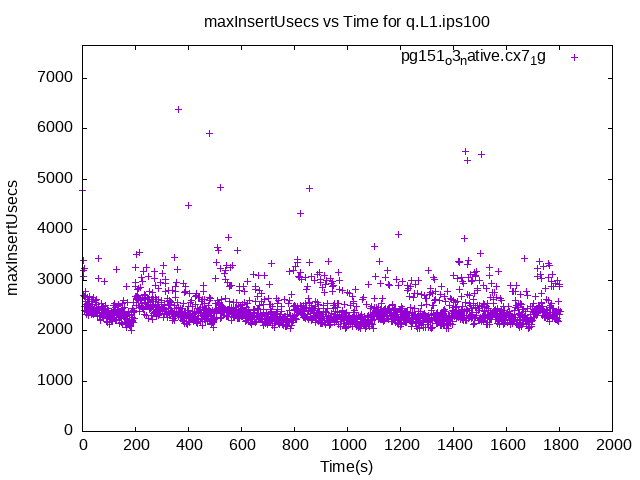 maxInsertUsecs vs Time for q.L1.ips100
pg151o3native.cx71g
7000
6000
5000
4000
3000
2000
1000
0
maxInsertUsecs
0 200 400 600 800 1000 1200 1400 1600 1800 2000
Time(s)